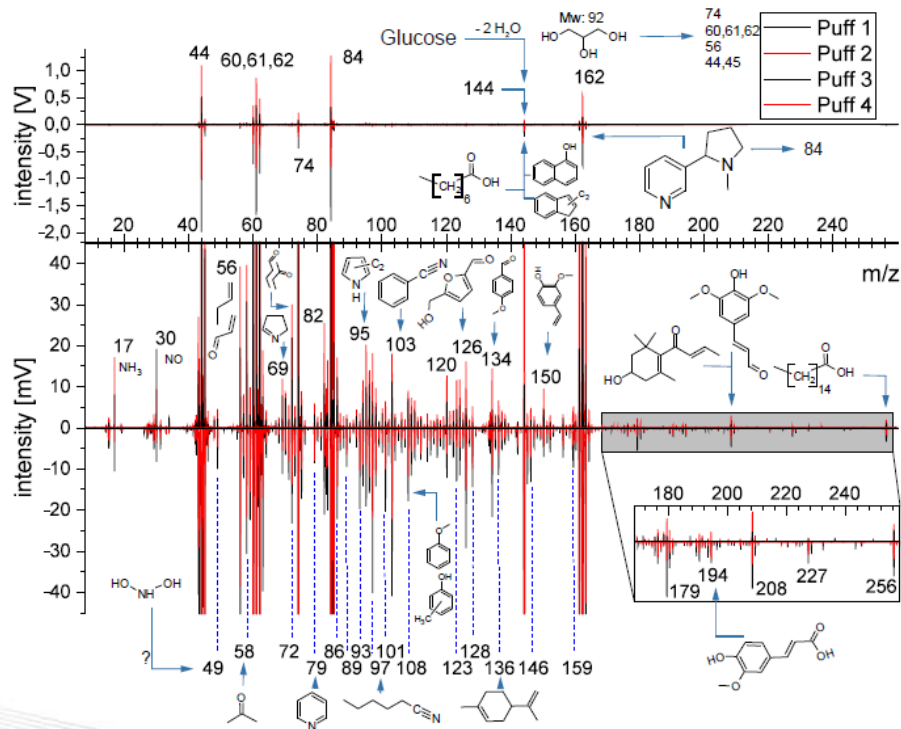 Glucose
- 2 H₂O
Mw: 92
HO
OH
OH
74
60,61,62
56
44,45
Puff 1
Puff 2
Puff 3
Puff 4
intensity [V]
1,0
0,5
0,0
-0,5
-1,0
-1,5
-2,0
44
60,61,62
84
144
162
74
[CH₂]₆
O
OH
OH
C₂
N
N
84
20 40 60 80 100 120 140 160 180 200 220 240
m/z
intensity [mV]
40
30
20
10
0
-10
-20
-30
-40
17
NH₃
30
NO
56
O
O
O
N
69
82
N
H
C₂
95
N
103
HO
O
O
126
120
O
O
134
OH
O
150
HO
O
OH
O
O
O
[CH₂]₁₄
O
OH
180 200 220 240
179
194
208
227
256
HO
O
O
OH
O
OH
H₃C
HO
NH
OH
?
49
58
72
79
86
89
93
97
101
108
123
128
136
146
159
O
N
N